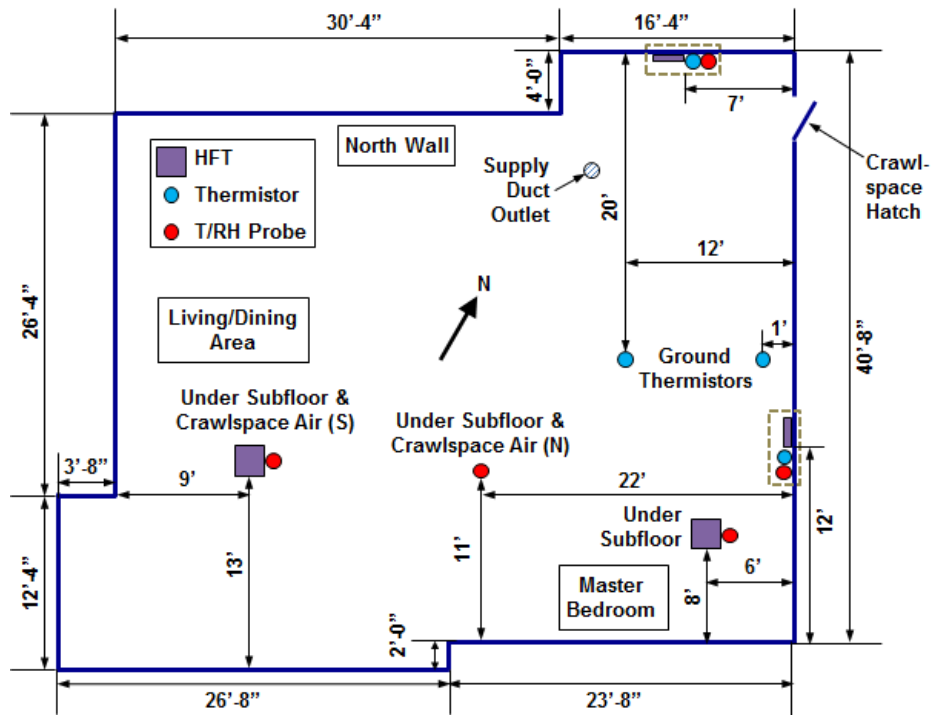 30'-4"
16'-4"
4'-0"
7'
North Wall
HFT
Thermistor
T/RH Probe
Supply
Duct
Outlet
Crawl-
space
Hatch
20'
12'
N
26'-4"
Living/Dining
Area
1'
40'-8"
Ground
Thermistors
Under Subfloor &
Crawlspace Air (S)
Under Subfloor &
Crawlspace Air (N)
3'-8"
9'
22'
12'
Under
Subfloor
13'
11'
6'
8'
12'-4"
Master
Bedroom
2'-0"
26'-8"
23'-8"